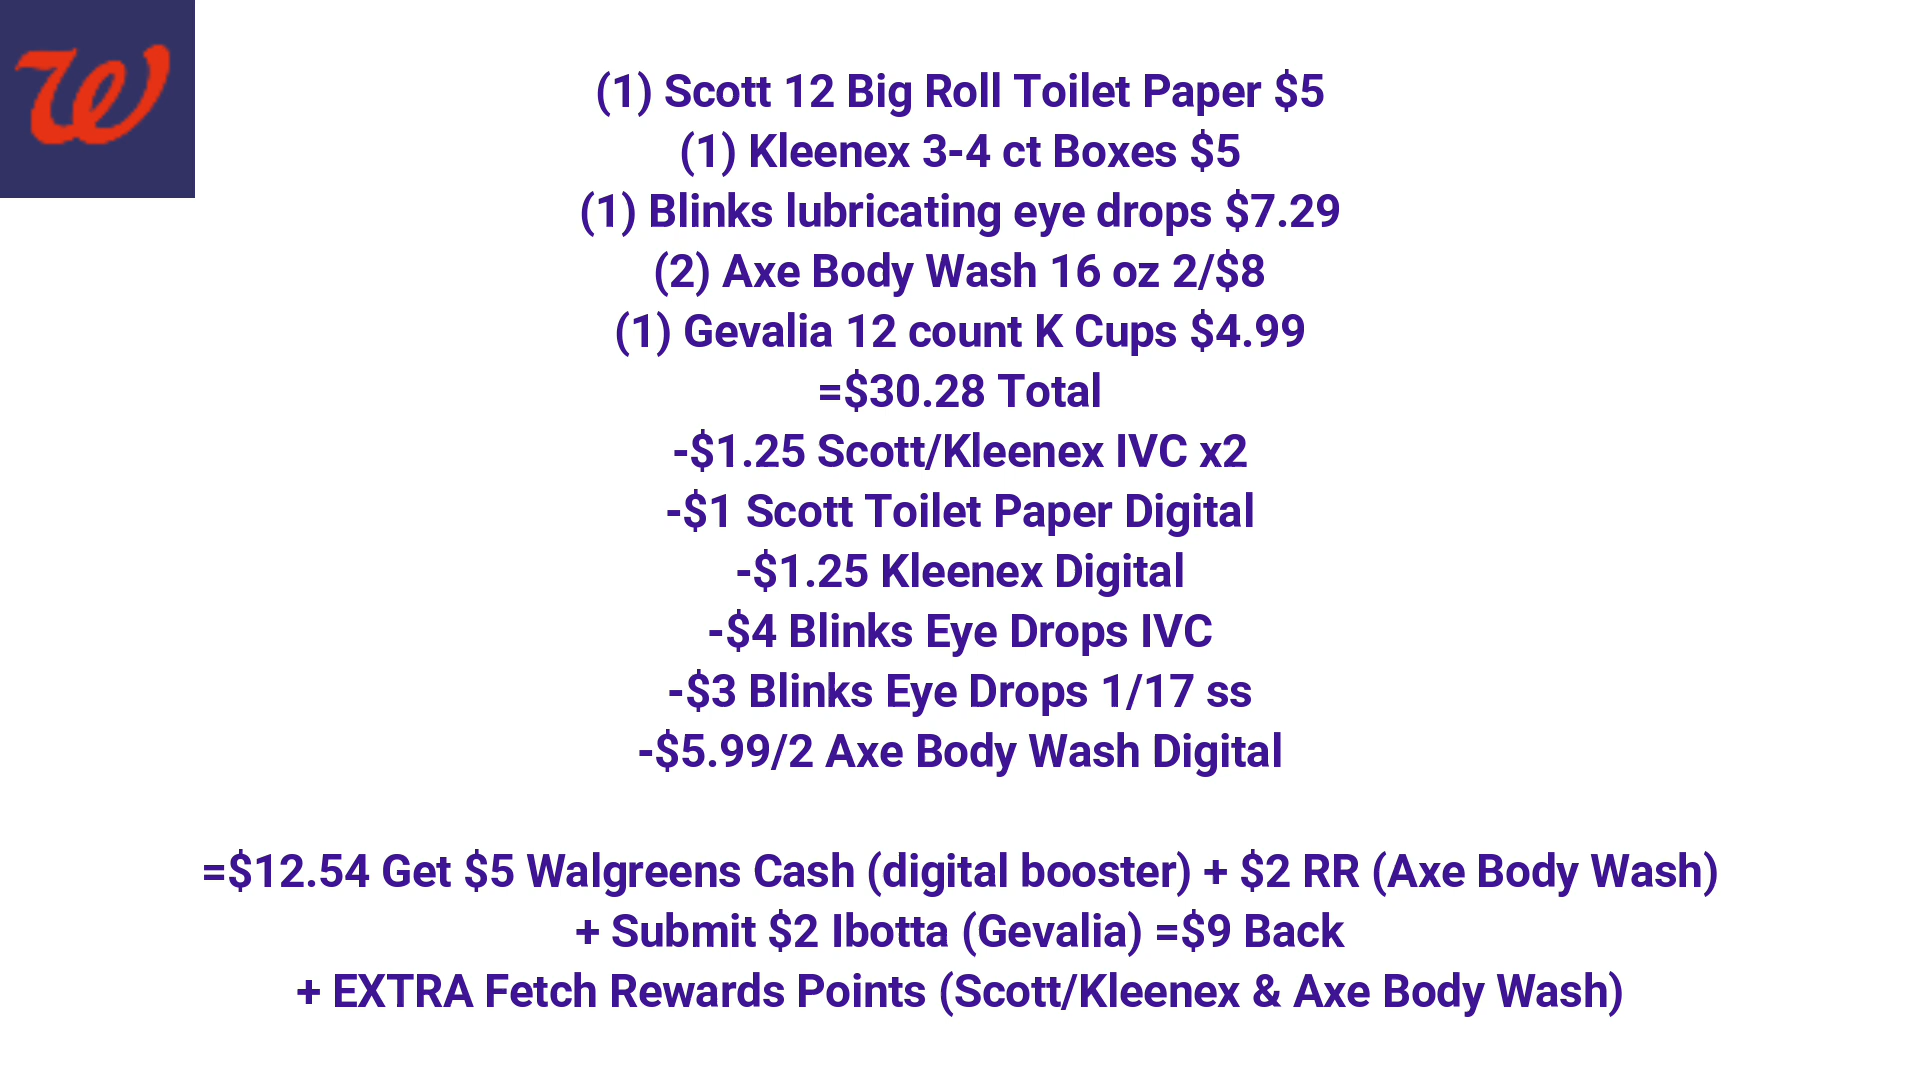 W
(1) Scott 12 Big Roll Toilet Paper $5
(1) Kleenex 3-4 ct Boxes $5
(1) Blinks lubricating eye drops $7.29
(2) Axe Body Wash 16 oz 2/$8
(1) Gevalia 12 count K Cups $4.99
=$30.28 Total
-$1.25 Scott/Kleenex IVC x2
-$1 Scott Toilet Paper Digital
-$1.25 Kleenex Digital
-$4 Blinks Eye Drops IVC
-$3 Blinks Eye Drops 1/17 ss
-$5.99/2 Axe Body Wash Digital
=$12.54 Get $5 Walgreens Cash (digital booster) + $2 RR (Axe Body Wash)
+ Submit $2 Ibotta (Gevalia) =$9 Back
+ EXTRA Fetch Rewards Points (Scott/Kleenex & Axe Body Wash)